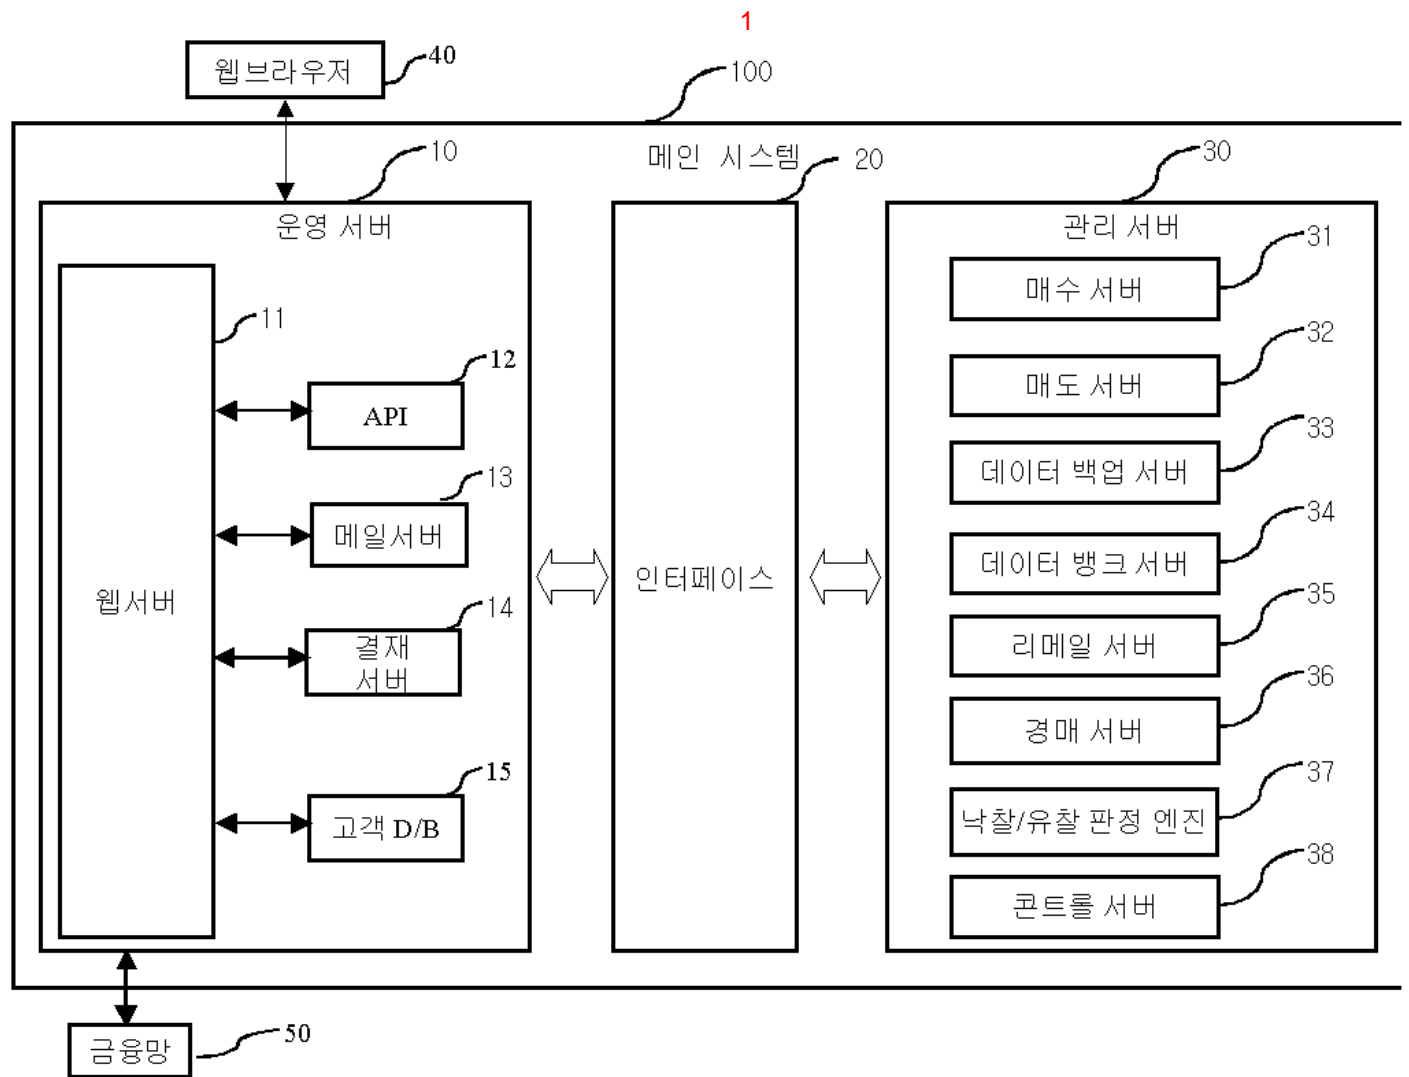 1
웹브라우저
40
100
메인 시스템
10
20
30
운영 서버
관리 서버
31
매수 서버
11
32
12
매도 서버
API
33
13
데이터 백업 서버
메일서버
34
데이터 뱅크 서버
인터페이스
웹서버
14
35
결재
서버
리메일 서버
36
경매 서버
15
37
고객 D/B
낙찰/유찰 판정 엔진
38
콘트롤 서버
금융망
50